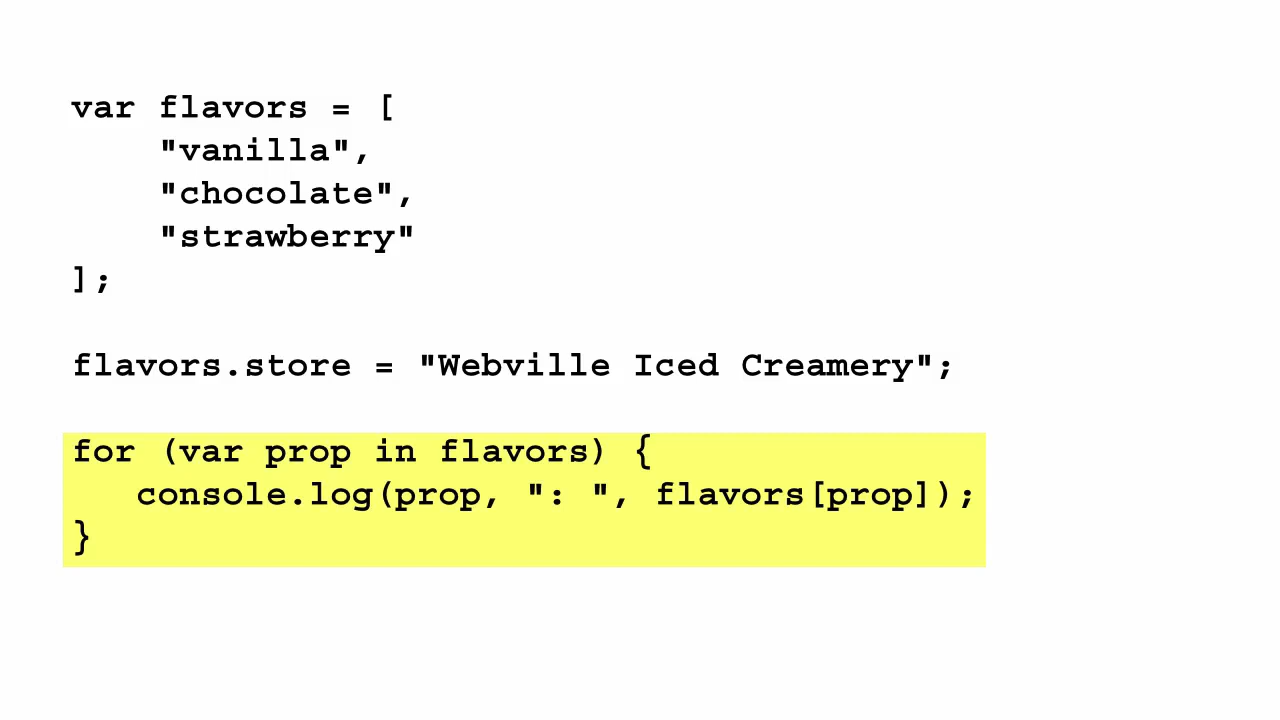 var flavors = [
    "vanilla",
    "chocolate",
    "strawberry"
];
flavors.store = "Webville Iced Creamery";
for (var prop in flavors) {
   console.log(prop, ": ", flavors[prop]);
}